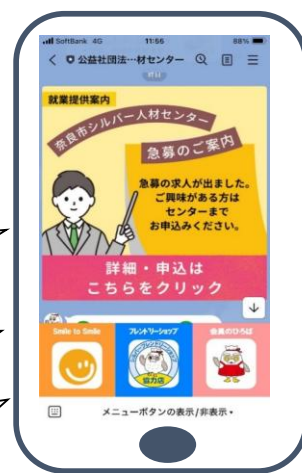 SoftBank 4G 11:56 88%
公益社団法…材センター
昨日
就業提供案内
奈良市シルバー人材センター
急募のご案内
急募の求人が出ました。
ご興味がある方は
センターまで
お申込みください。
詳細・申込は
こちらをクリック
Smile to Smile
フレンドリーショップ
会員のひろば
協力店
メニューボタンの表示/非表示